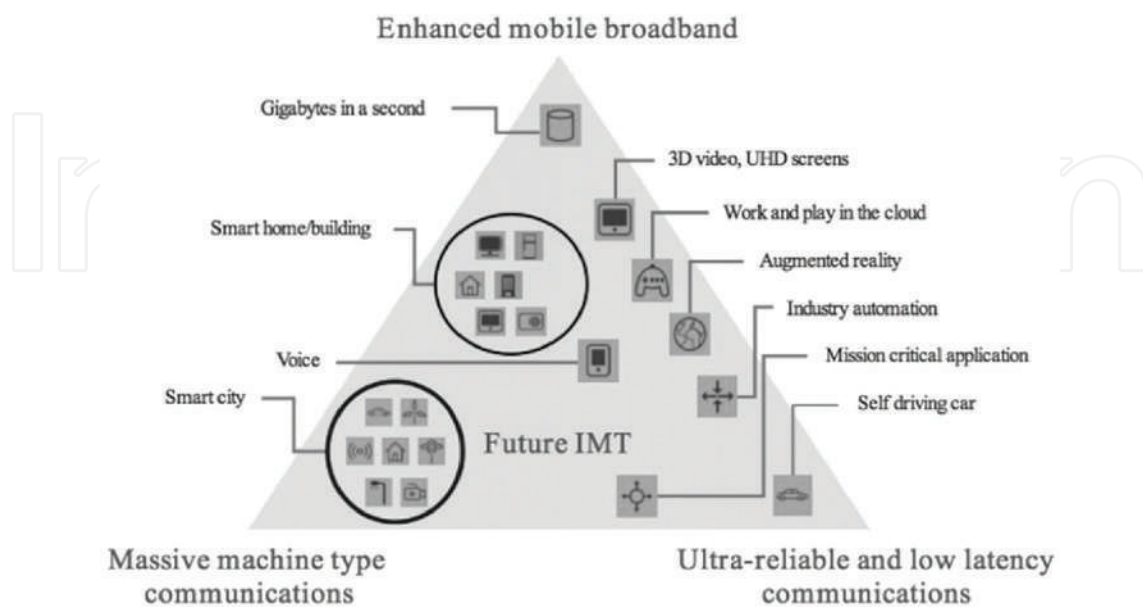 Enhanced mobile broadband
Gigabytes in a second
3D video, UHD screens
Work and play in the cloud
Smart home/building
Augmented reality
Industry automation
Voice
Mission critical application
Smart city
Self driving car
Future IMT
Massive machine type
communications
Ultra-reliable and low latency
communications